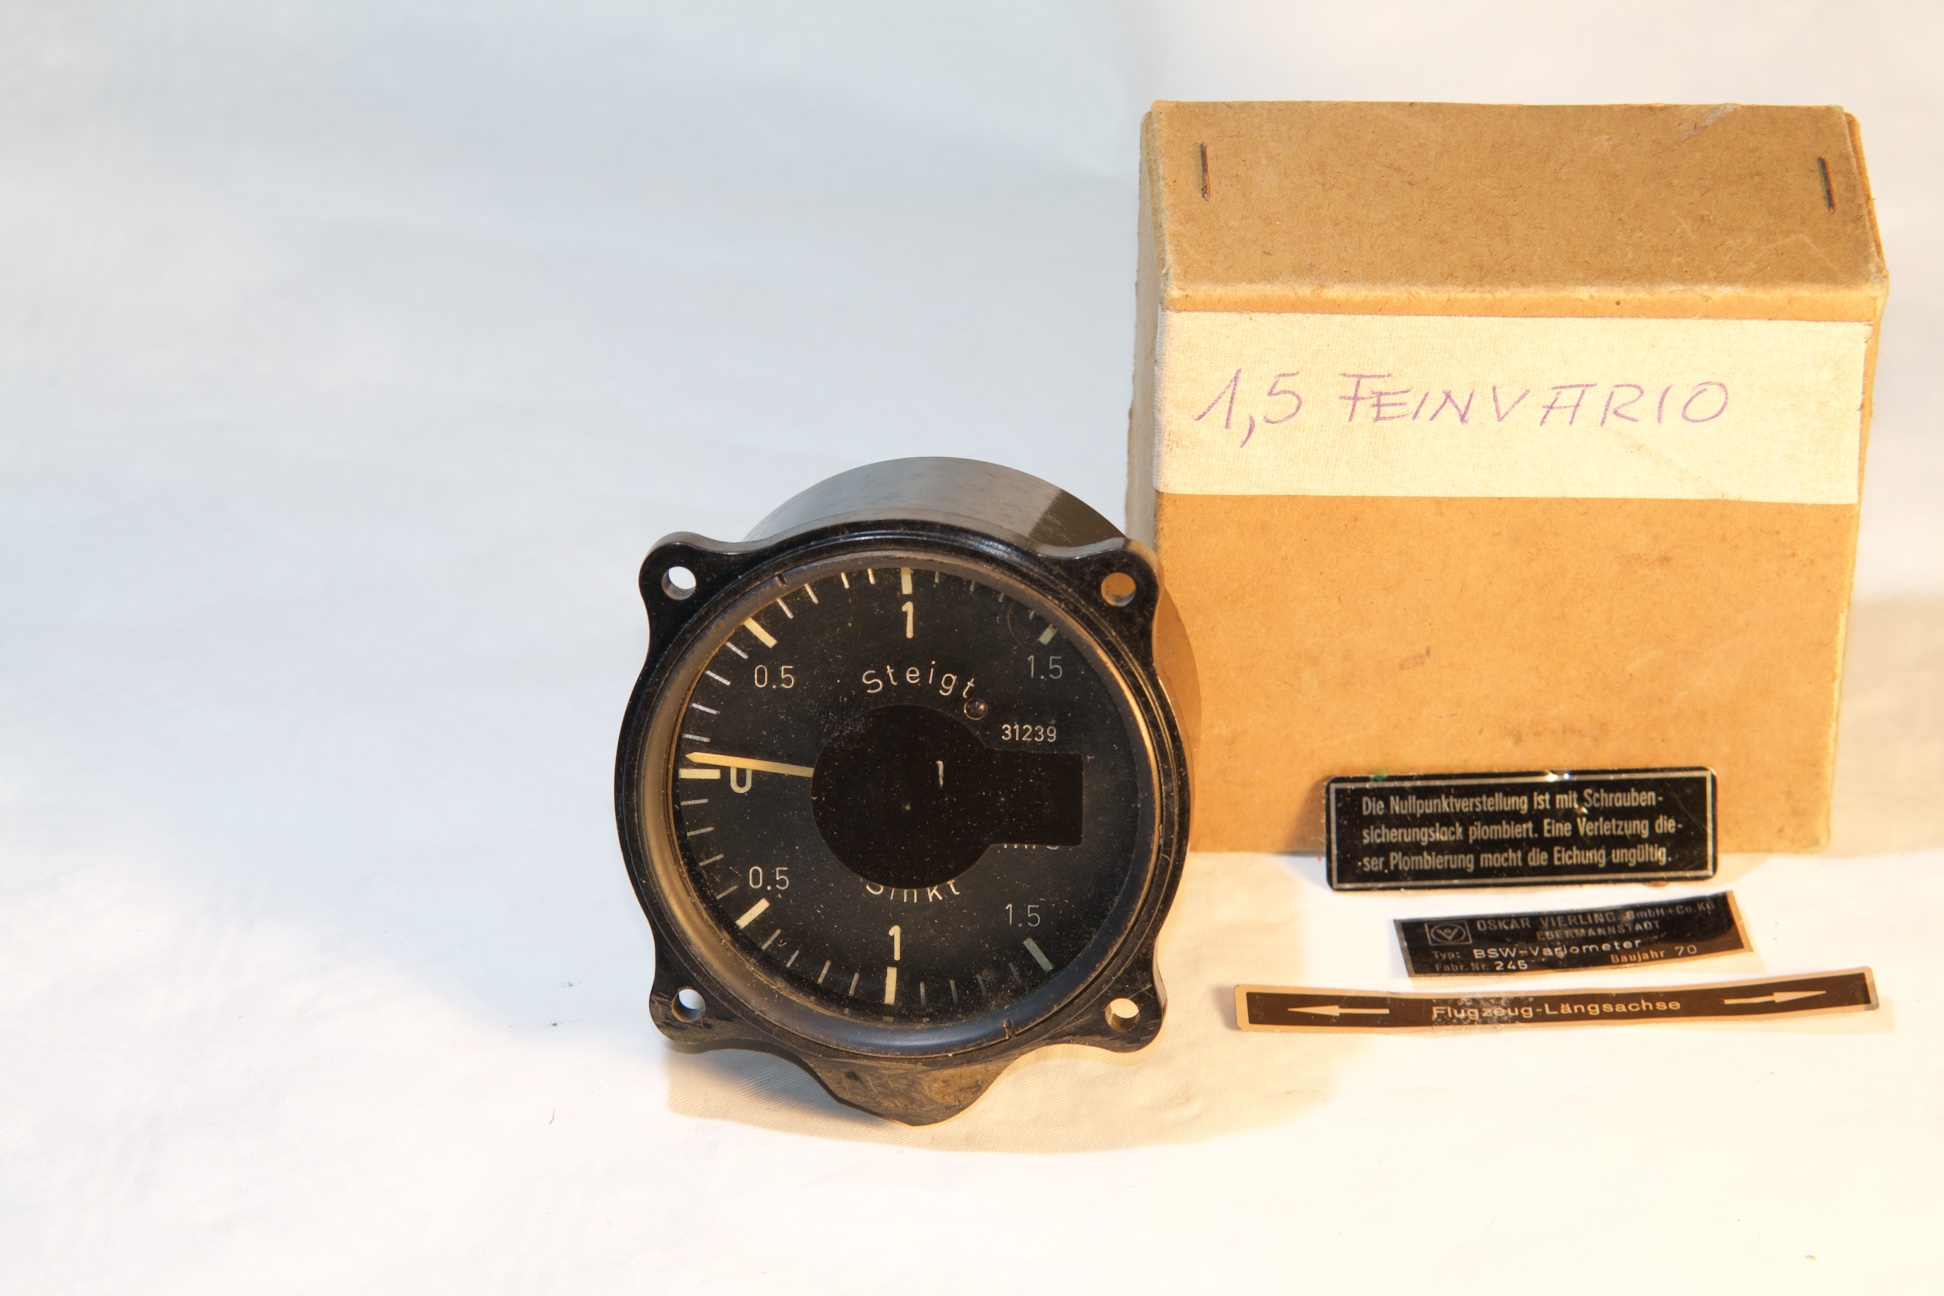 1,5 FEINVARIO
1
0.5
1.5
Steigt
31239
0
0.5
Sinkt
1.5
1
Die Nullpunktverstellung ist mit Schrauben-
sicherungslack plombiert. Eine Verletzung die-
ser Plombierung macht die Eichung ungültig.
OSKAR VIERLING GmbH+Co.KG
EBERMANNSTADT
Typ: BSW-Variometer
Fabr. Nr. 245 Baujahr 70
Flugzeug-Längsachse